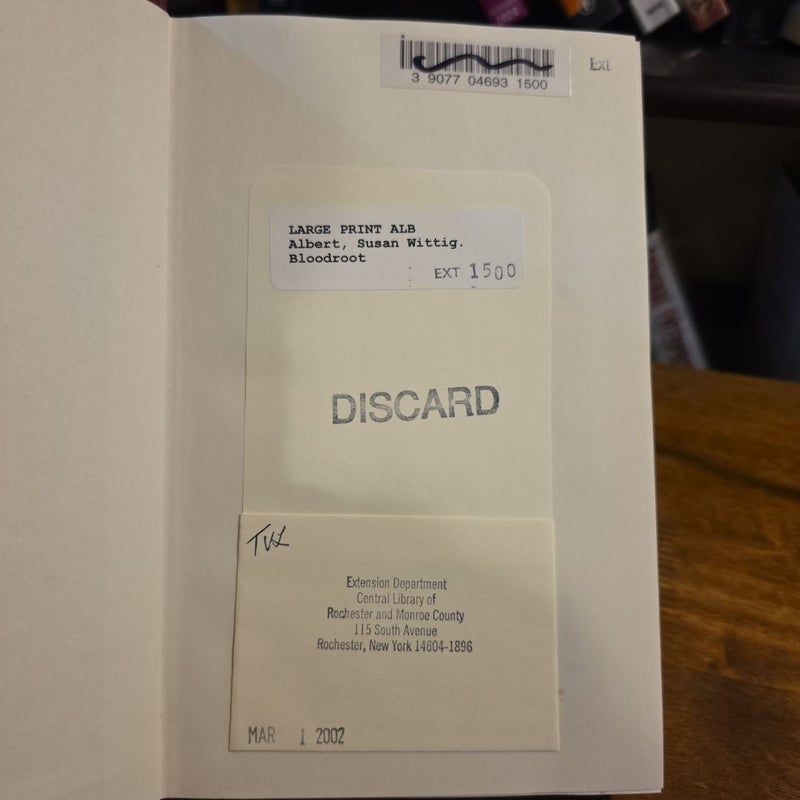 3 9077 04693 1500
Ext
LARGE PRINT ALB
Albert, Susan Wittig.
Bloodroot
EXT 1500
DISCARD
Extension Department
Central Library of
Rochester and Monroe County
115 South Avenue
Rochester, New York 14604-1896
MAR 1 2002